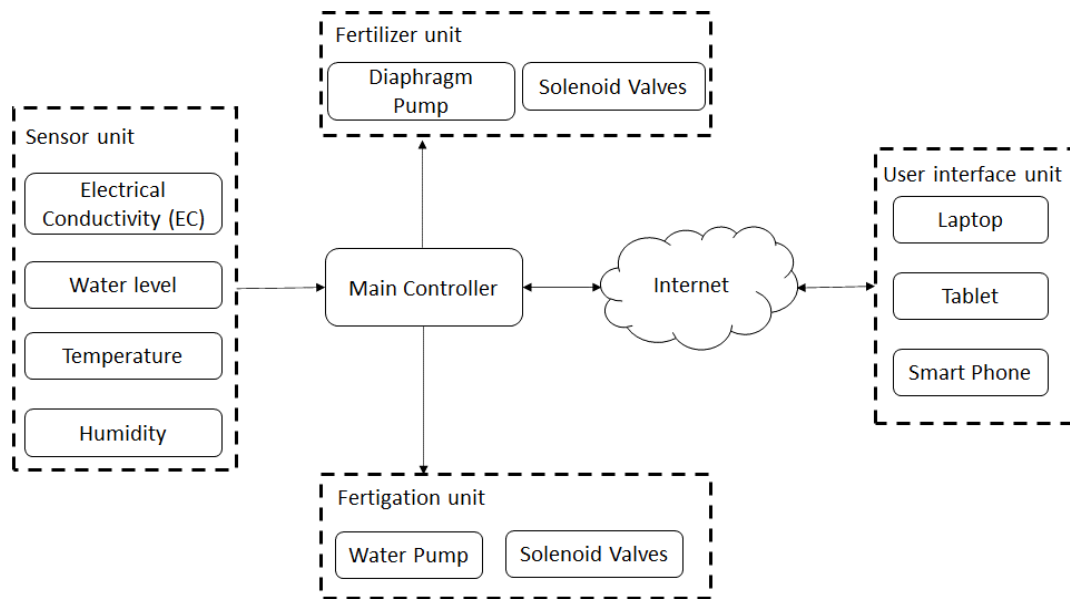 Fertilizer unit
Diaphragm
Pump
Solenoid Valves
Sensor unit
Electrical
Conductivity (EC)
Water level
Temperature
Humidity
Main Controller
Internet
User interface unit
Laptop
Tablet
Smart Phone
Fertigation unit
Water Pump
Solenoid Valves